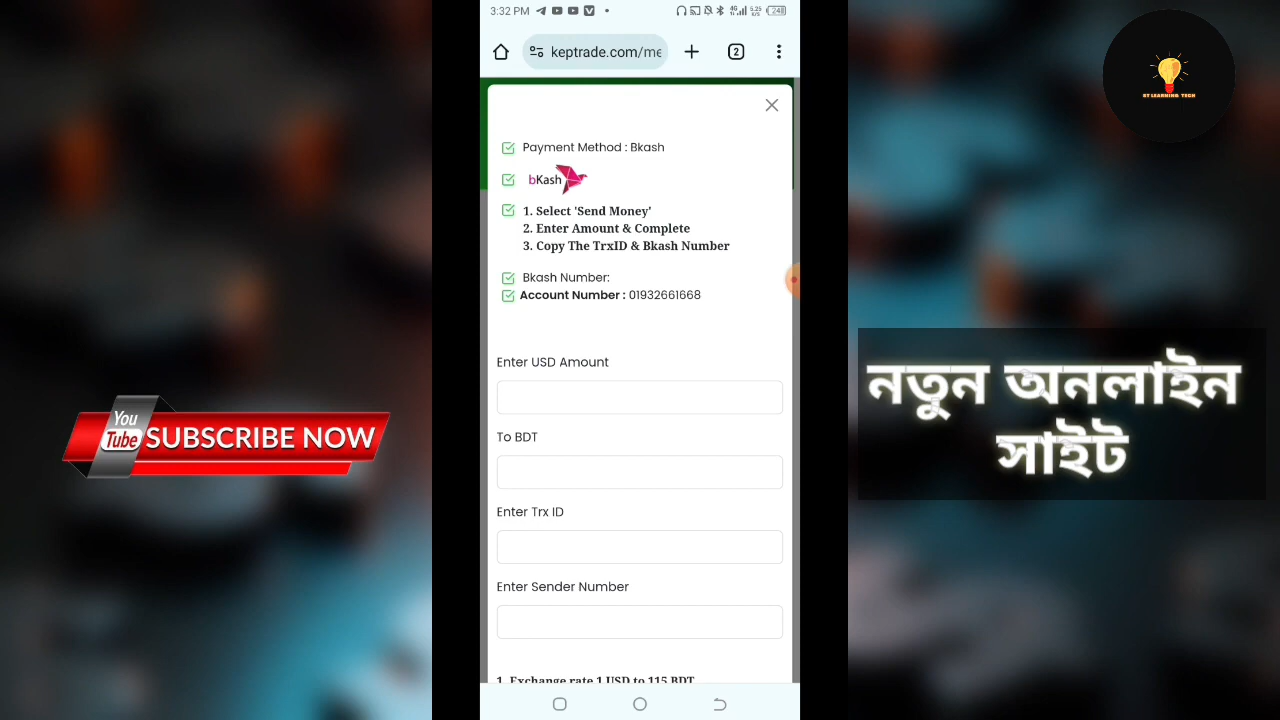 3:32 PM
2
keptrade.com/me
Payment Method : Bkash
bKash
1. Select 'Send Money'
2. Enter Amount & Complete
3. Copy The TrxID & Bkash Number
Bkash Number:
Account Number : 01932661668
Enter USD Amount
To BDT
Enter Trx ID
Enter Sender Number
1. Exchange rate 1 USD to 115 BDT
You
Tube SUBSCRIBE NOW
নতুন অনলাইন
সাইট